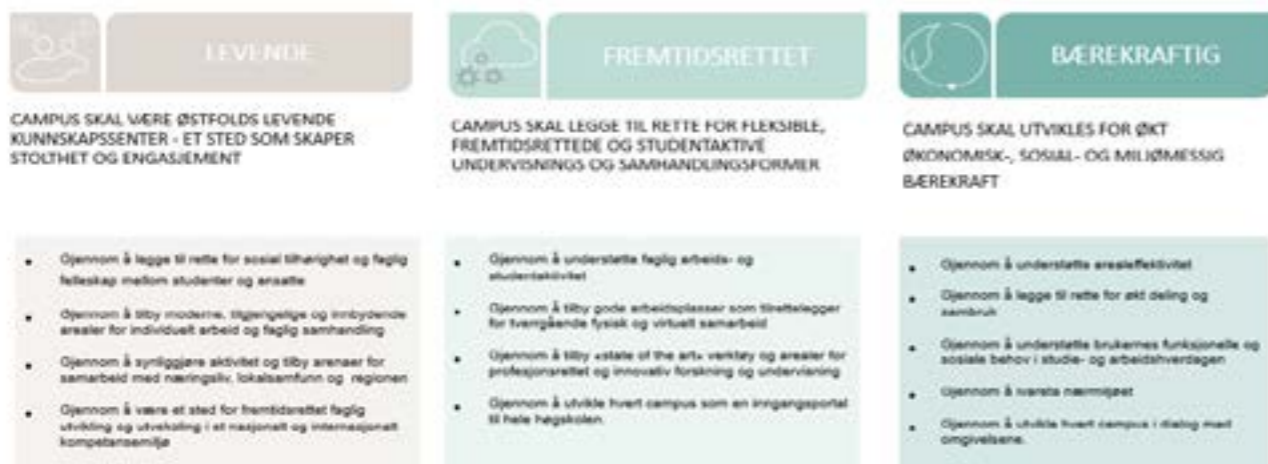 LEVENDE
CAMPUS SKAL VÆRE ØSTFOLDS LEVENDE
KUNNSKAPSSENTER - ET STED SOM SKAPER
STOLTHET OG ENGASJEMENT
Gjennom å legge til rette for sosial tilhørighet og faglig
felleskap mellom studenter og ansatte
Gjennom å tilby moderne, tilgjengelige og innbydende
arealer for individuelt arbeid og faglig samhandling
Gjennom å synliggjøre aktivitet og tilby arenaer for
samarbeid med næringsliv, lokalsamfunn og regionen
Gjennom å være et sted for fremtidsrettet faglig
utvikling og utveksling i et nasjonalt og internasjonalt
kompetansemiljø
FREMTIDSRETTET
CAMPUS SKAL LEGGE TIL RETTE FOR FLEKSIBLE,
FREMTIDSRETTEDE OG STUDENTAKTIVE
UNDERVISNINGS OG SAMHANDLINGSFORMER
Gjennom å understøtte faglig arbeids- og
studentaktivitet
Gjennom å tilby gode arbeidsplasser som tilrettelegger
for tverrgående fysisk og virtuelt samarbeid
Gjennom å tilby «state of the art» verktøy og arealer for
profesjonsrettet og innovativ forskning og undervisning
Gjennom å utvikle hvert campus som en inngangsportal
til hele høgskolen.
BÆREKRAFTIG
CAMPUS SKAL UTVIKLES FOR ØKT
ØKONOMISK-, SOSIAL- OG MILJØMESSIG
BÆREKRAFT
Gjennom å understøtte arealeffektivitet
Gjennom å legge til rette for økt deling og
sambruk
Gjennom å understøtte brukernes funksjonelle og
sosiale behov i studie- og arbeidshverdagen
Gjennom å ivareta nærmiljøet
Gjennom å utvikle hvert campus i dialog med
omgivelsene.